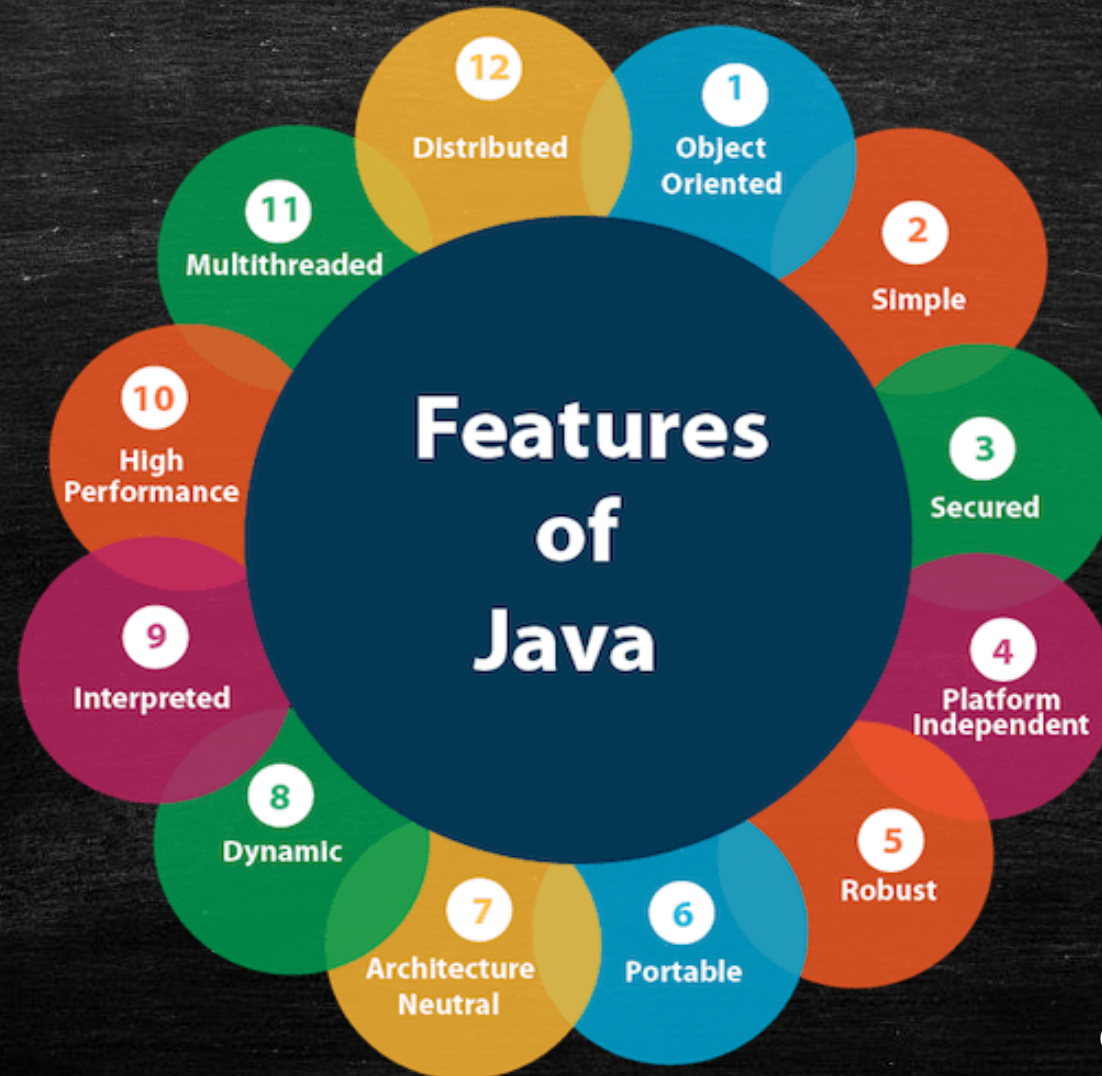 Features
of
Java
1
Object
Oriented
2
Simple
3
Secured
4
Platform
Independent
5
Robust
6
Portable
7
Architecture
Neutral
8
Dynamic
9
Interpreted
10
High
Performance
11
Multithreaded
12
Distributed